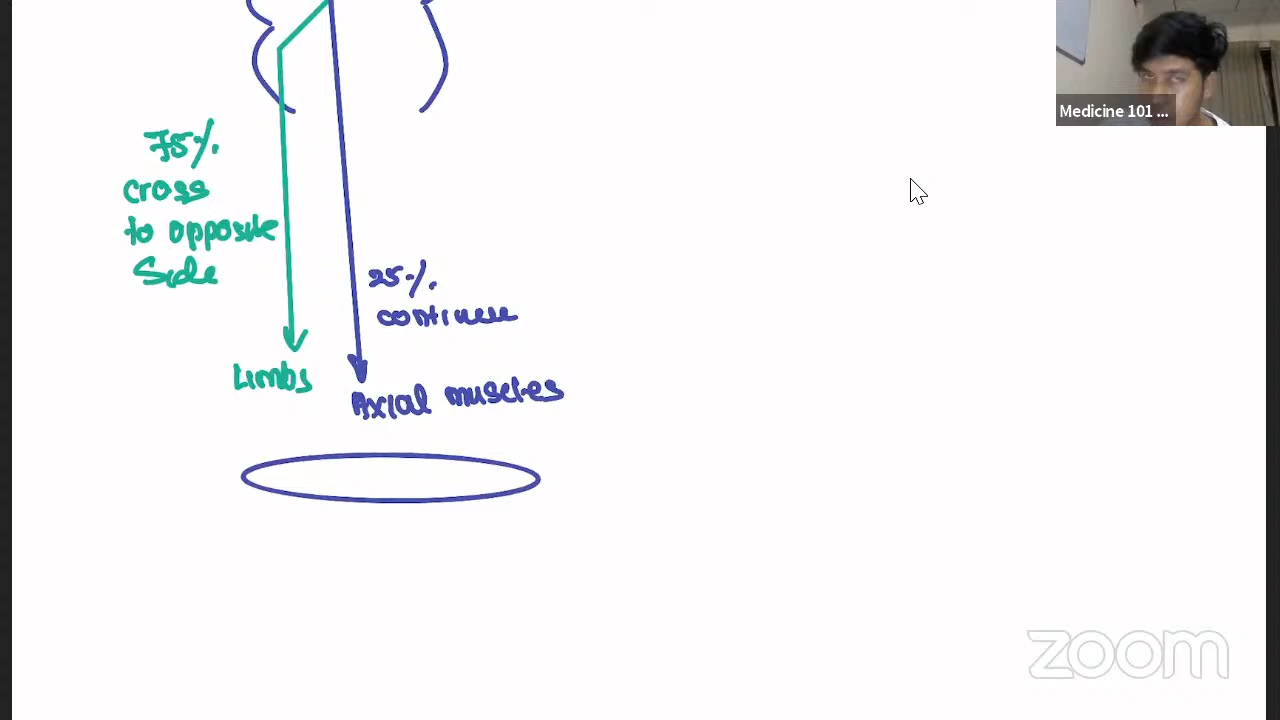 Medicine 101 ...
75%
cross
to opposite
Side
25%
continue
Limbs
Axial muscles
zoom